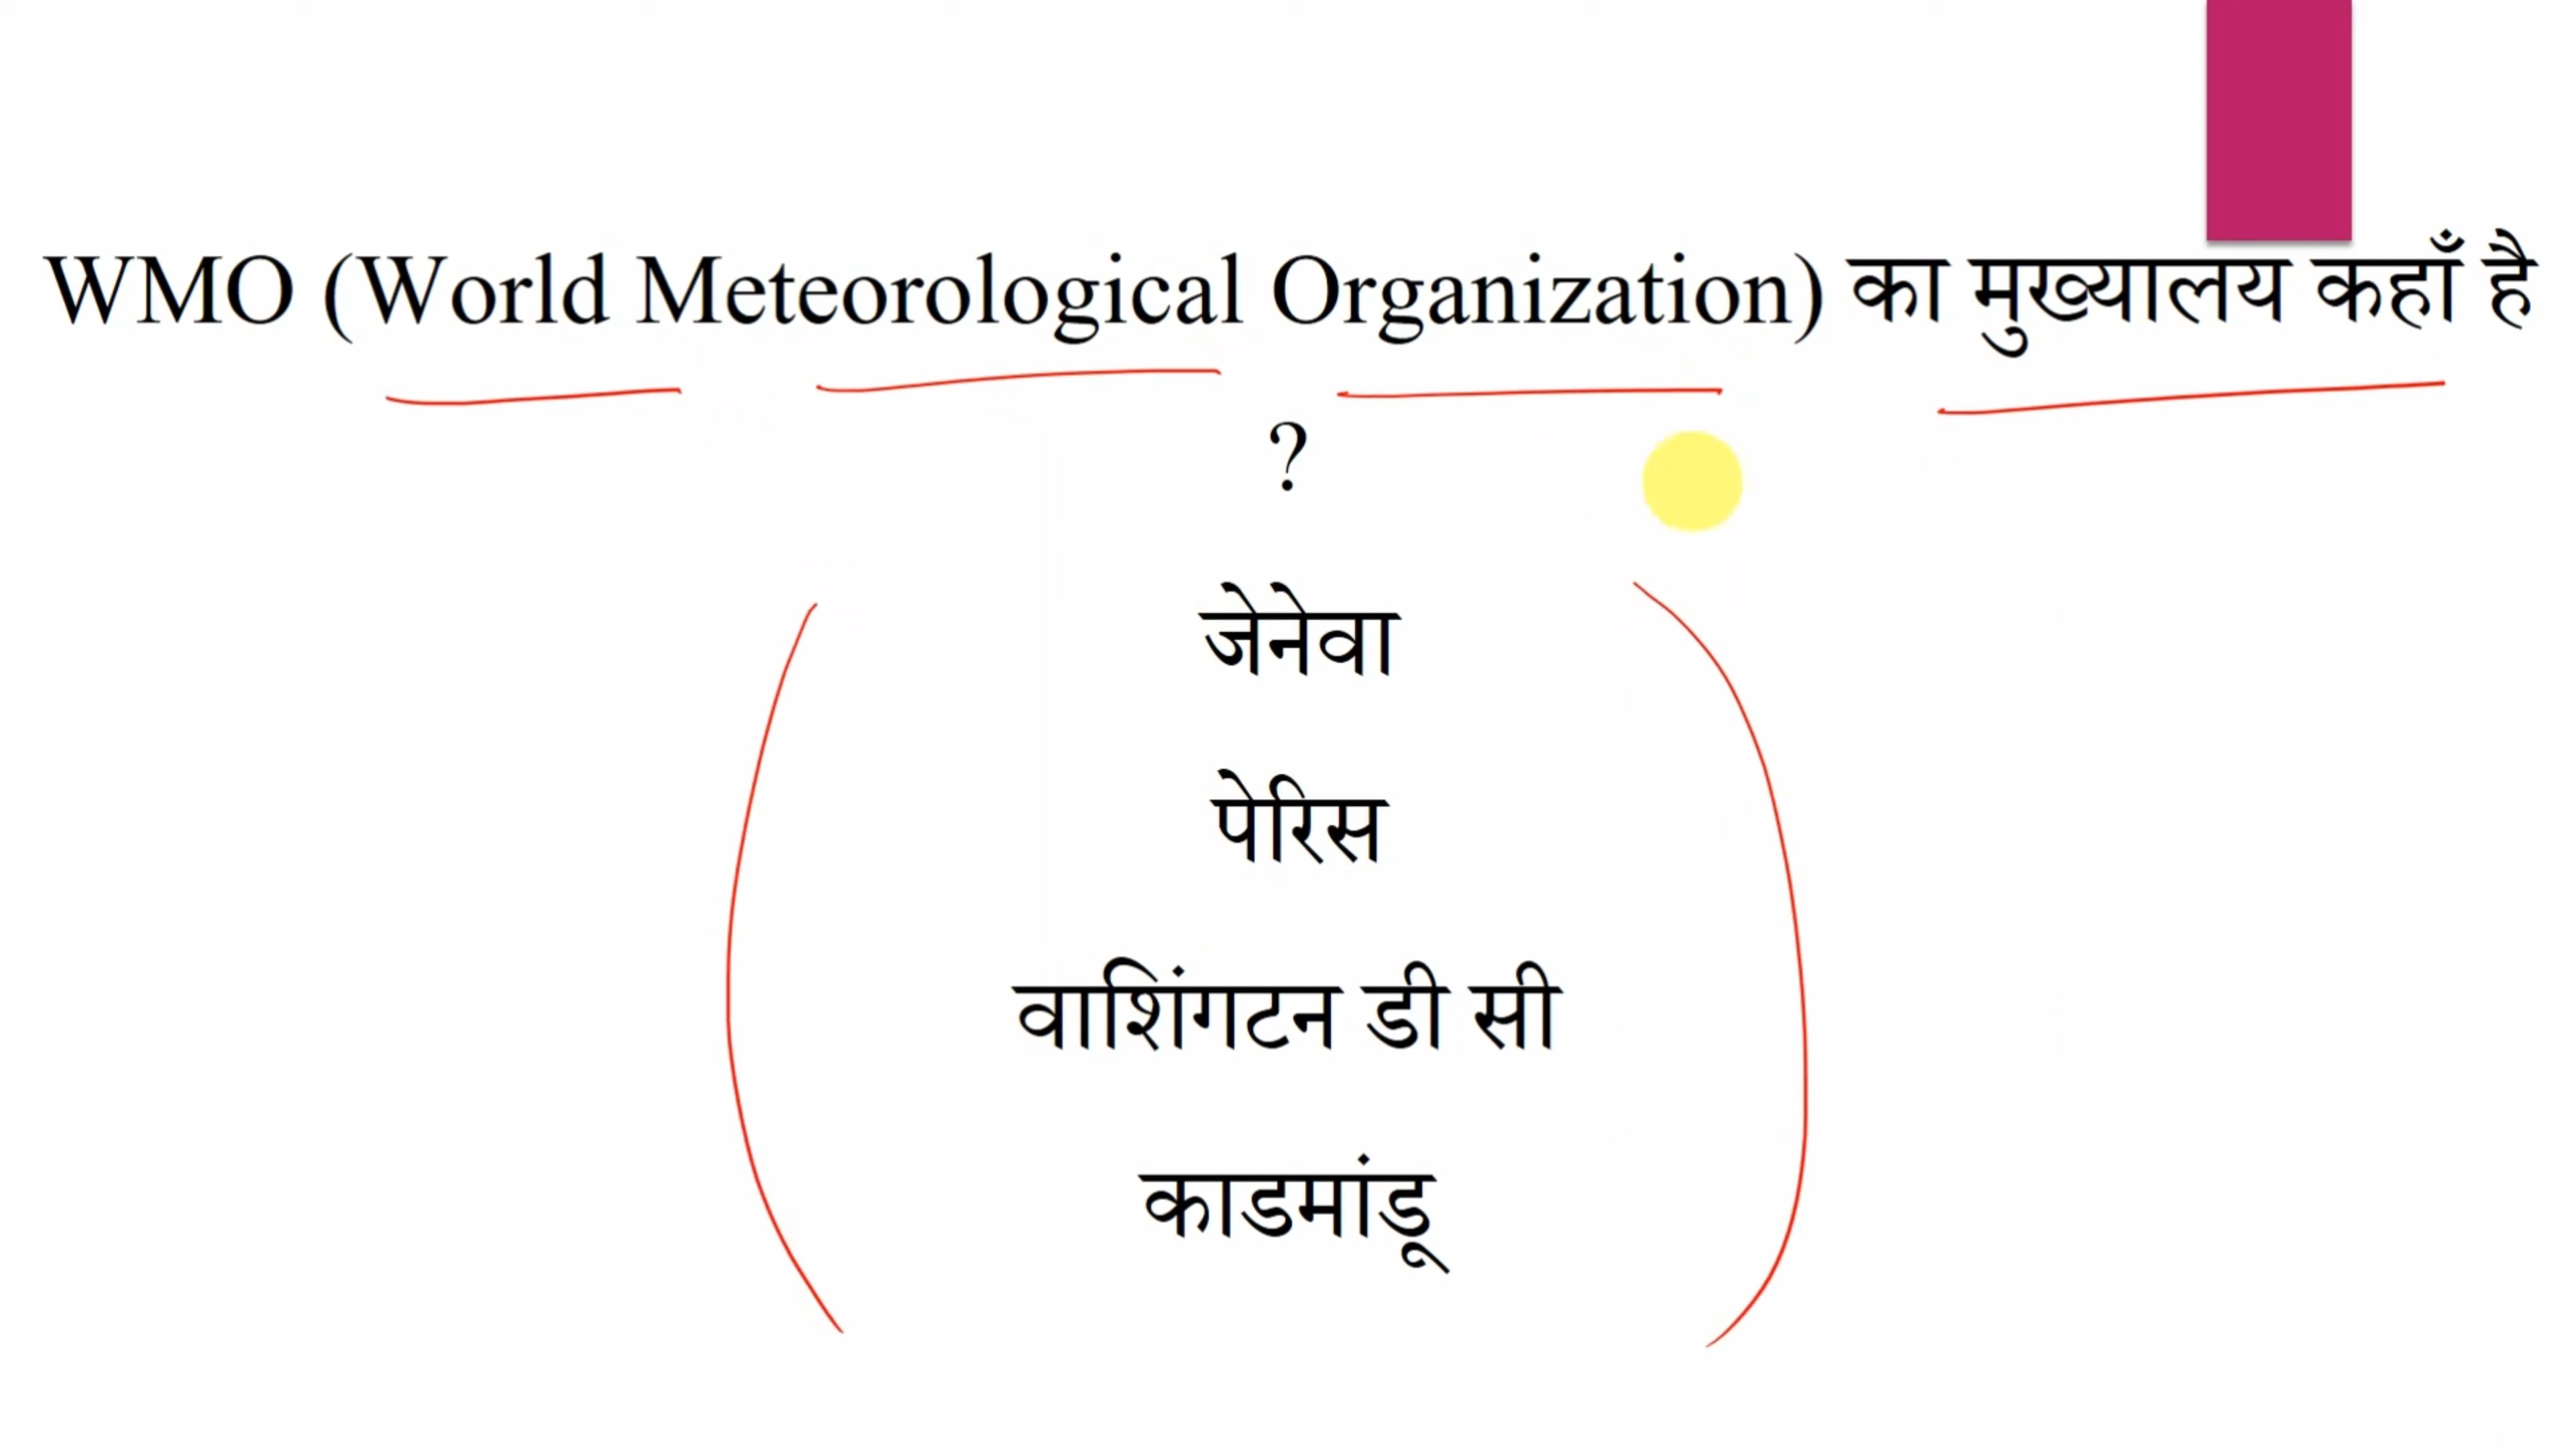 WMO (World Meteorological Organization) का मुख्यालय कहाँ है
?
जेनेवा
पेरिस
वाशिंगटन डी सी
काडमांडू